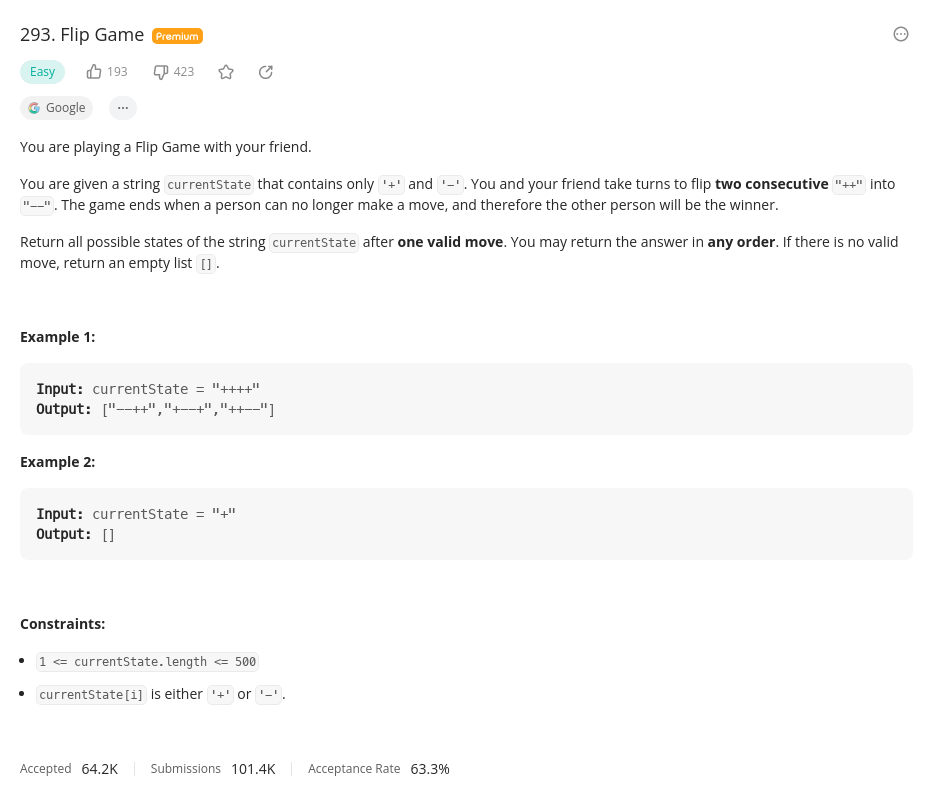 293. Flip Game Premium
Easy 193 423
Google ...
You are playing a Flip Game with your friend.
You are given a string currentState that contains only '+' and '-'. You and your friend take turns to flip two consecutive "++" into
"--". The game ends when a person can no longer make a move, and therefore the other person will be the winner.
Return all possible states of the string currentState after one valid move. You may return the answer in any order. If there is no valid
move, return an empty list [].
Example 1:
Input: currentState = "++++"
Output: ["--++","+--+","++--"]
Example 2:
Input: currentState = "+"
Output: []
Constraints:
• 1 <= currentState.length <= 500
• currentState[i] is either '+' or '-'.
Accepted 64.2K Submissions 101.4K Acceptance Rate 63.3%